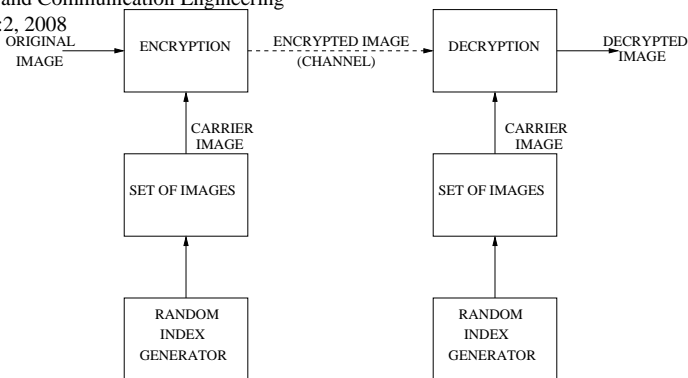 and Communication Engineering
:2, 2008
ORIGINAL
IMAGE
ENCRYPTION
ENCRYPTED IMAGE
(CHANNEL)
DECRYPTION
DECRYPTED
IMAGE
CARRIER
IMAGE
CARRIER
IMAGE
SET OF IMAGES
SET OF IMAGES
RANDOM
INDEX
GENERATOR
RANDOM
INDEX
GENERATOR